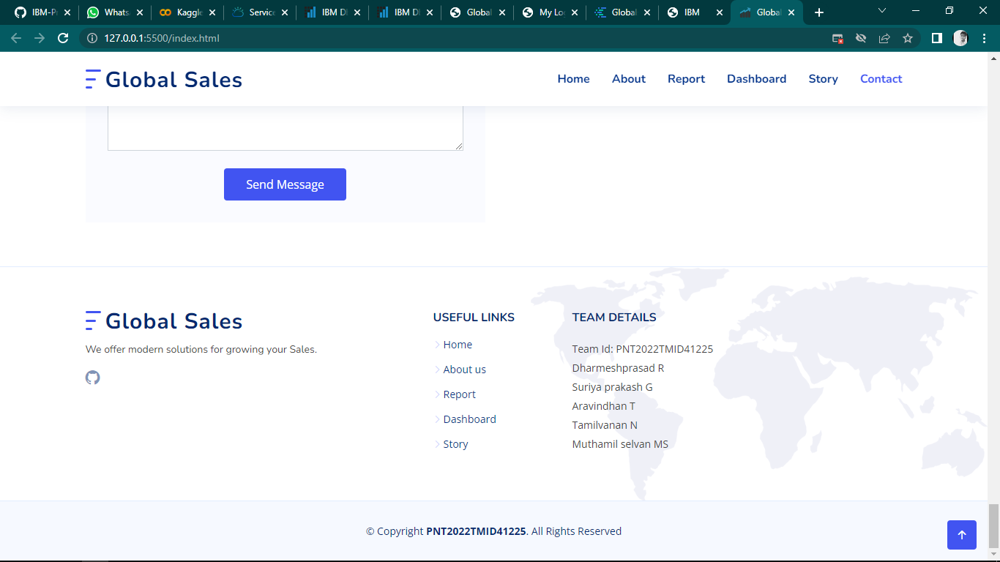 IBM-Pr
Whats
Kaggle
Service
IBM D
IBM D
Global
My Lo
Global
IBM
Global
127.0.0.1:5500/index.html
Global Sales
Home About Report Dashboard Story Contact
Send Message
Global Sales
We offer modern solutions for growing your Sales.
USEFUL LINKS
Home
About us
Report
Dashboard
Story
TEAM DETAILS
Team Id: PNT2022TMID41225
Dharmeshprasad R
Suriya prakash G
Aravindhan T
Tamilvanan N
Muthamil selvan MS
© Copyright PNT2022TMID41225. All Rights Reserved